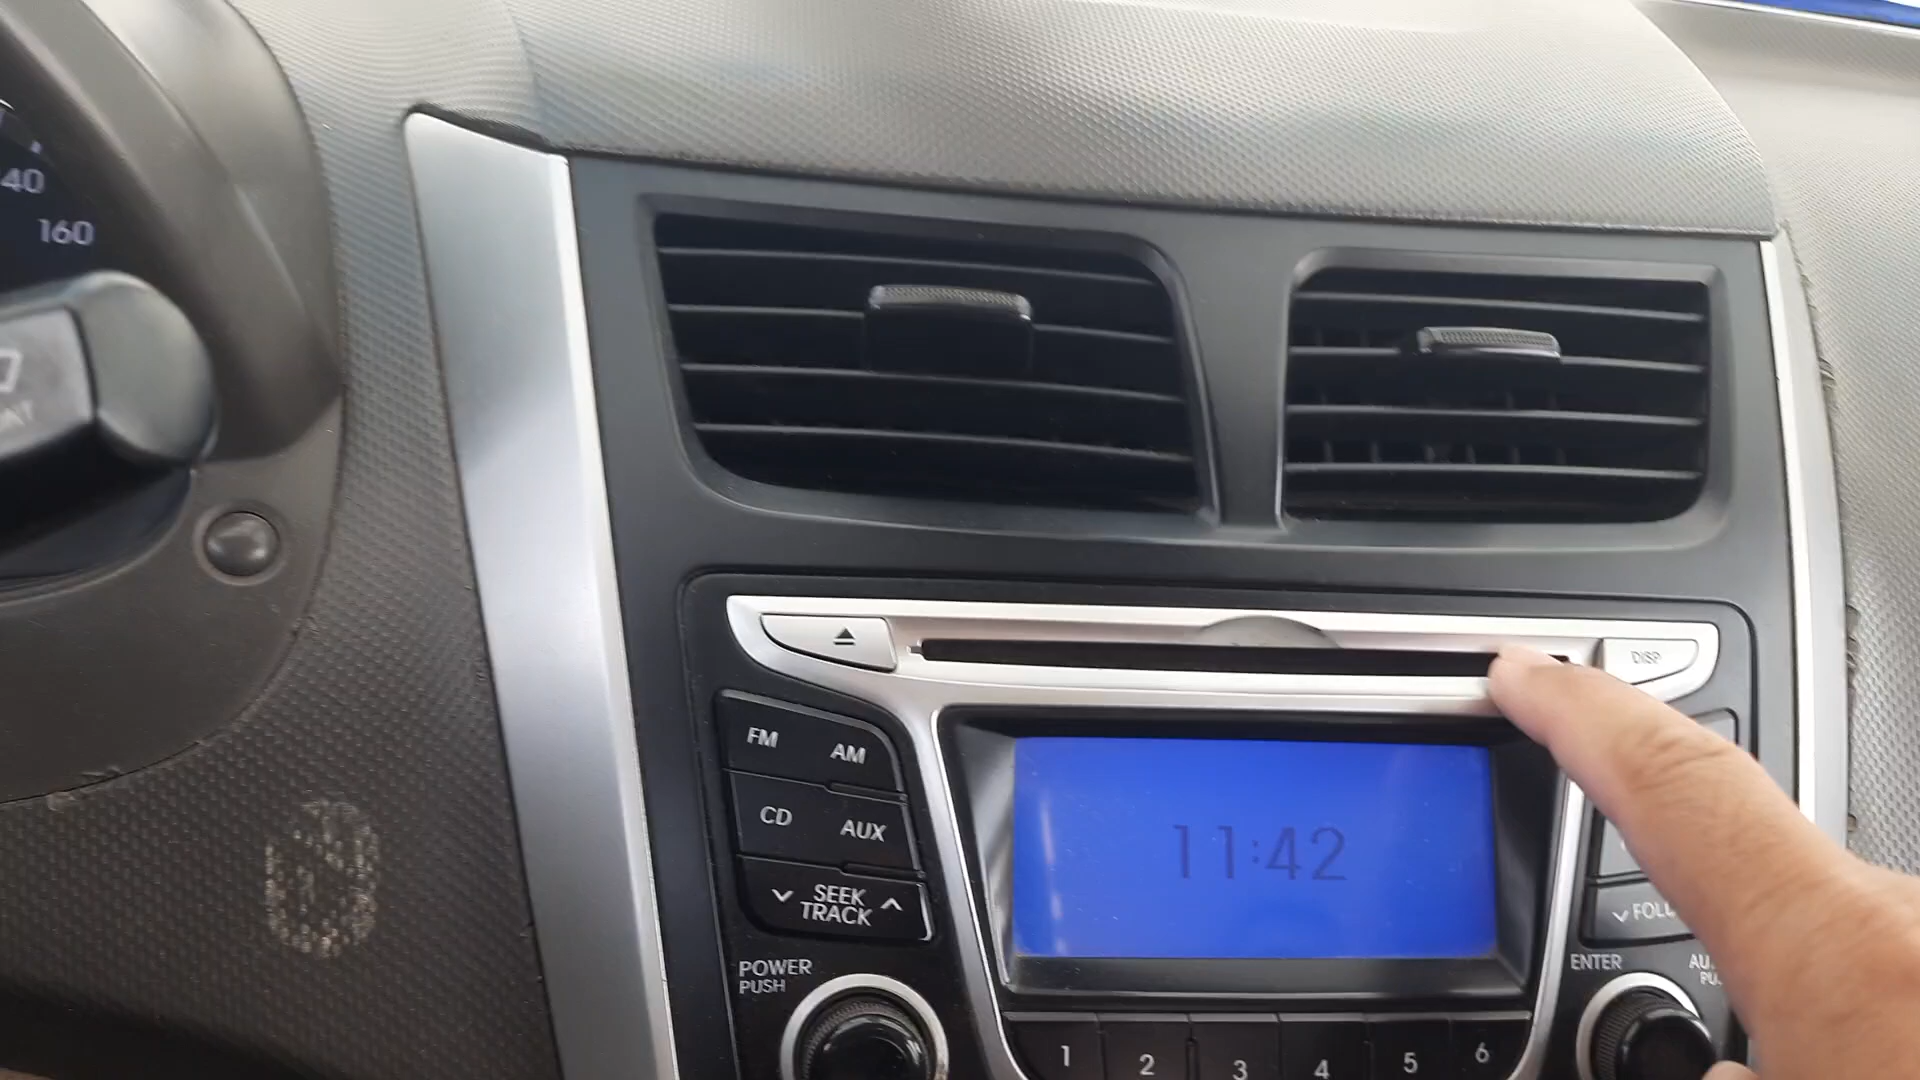 160
DISP
FM
AM
CD
AUX
SEEK
TRACK
11:42
POWER
PUSH
ENTER
1
2
3
4
5
6